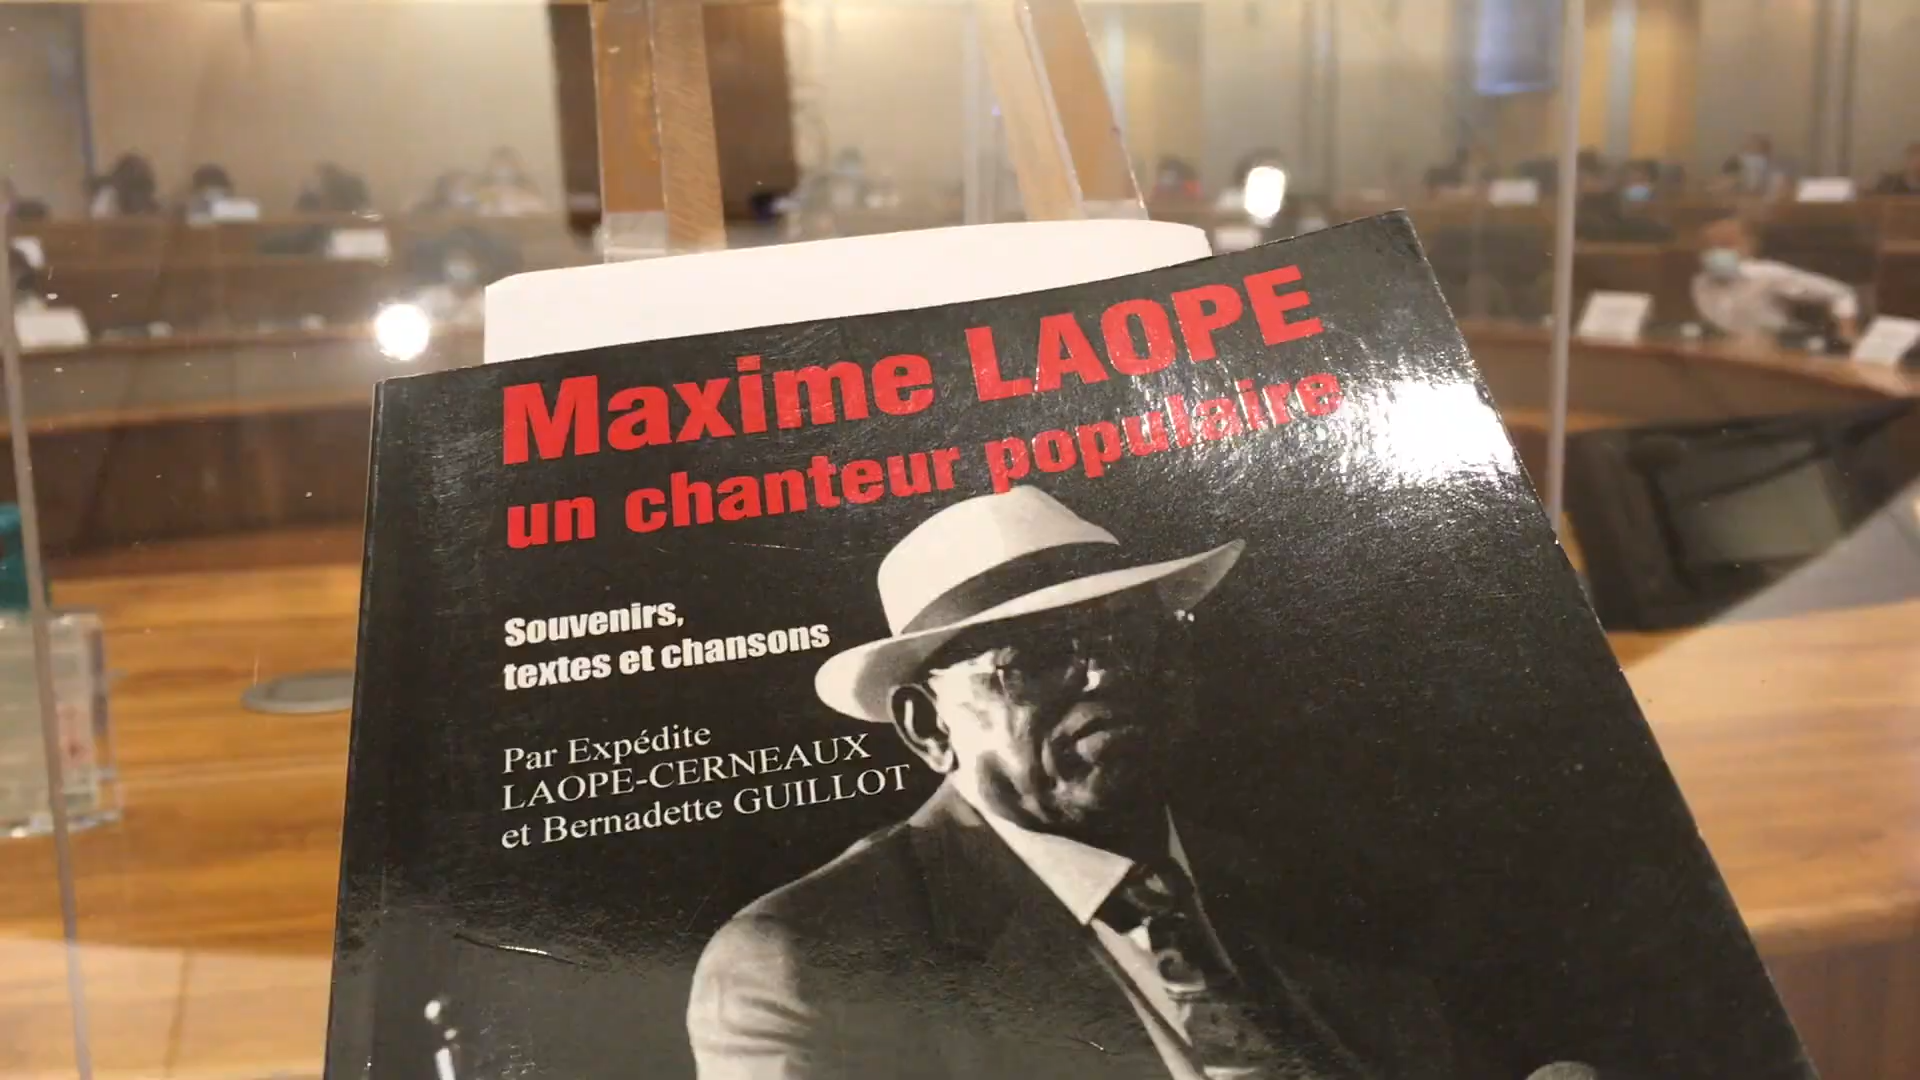 Maxime LAOPE
un chanteur populaire
Souvenirs,
textes et chansons
Par Expédite
LAOPE-CERNEAUX
et Bernadette GUILLOT